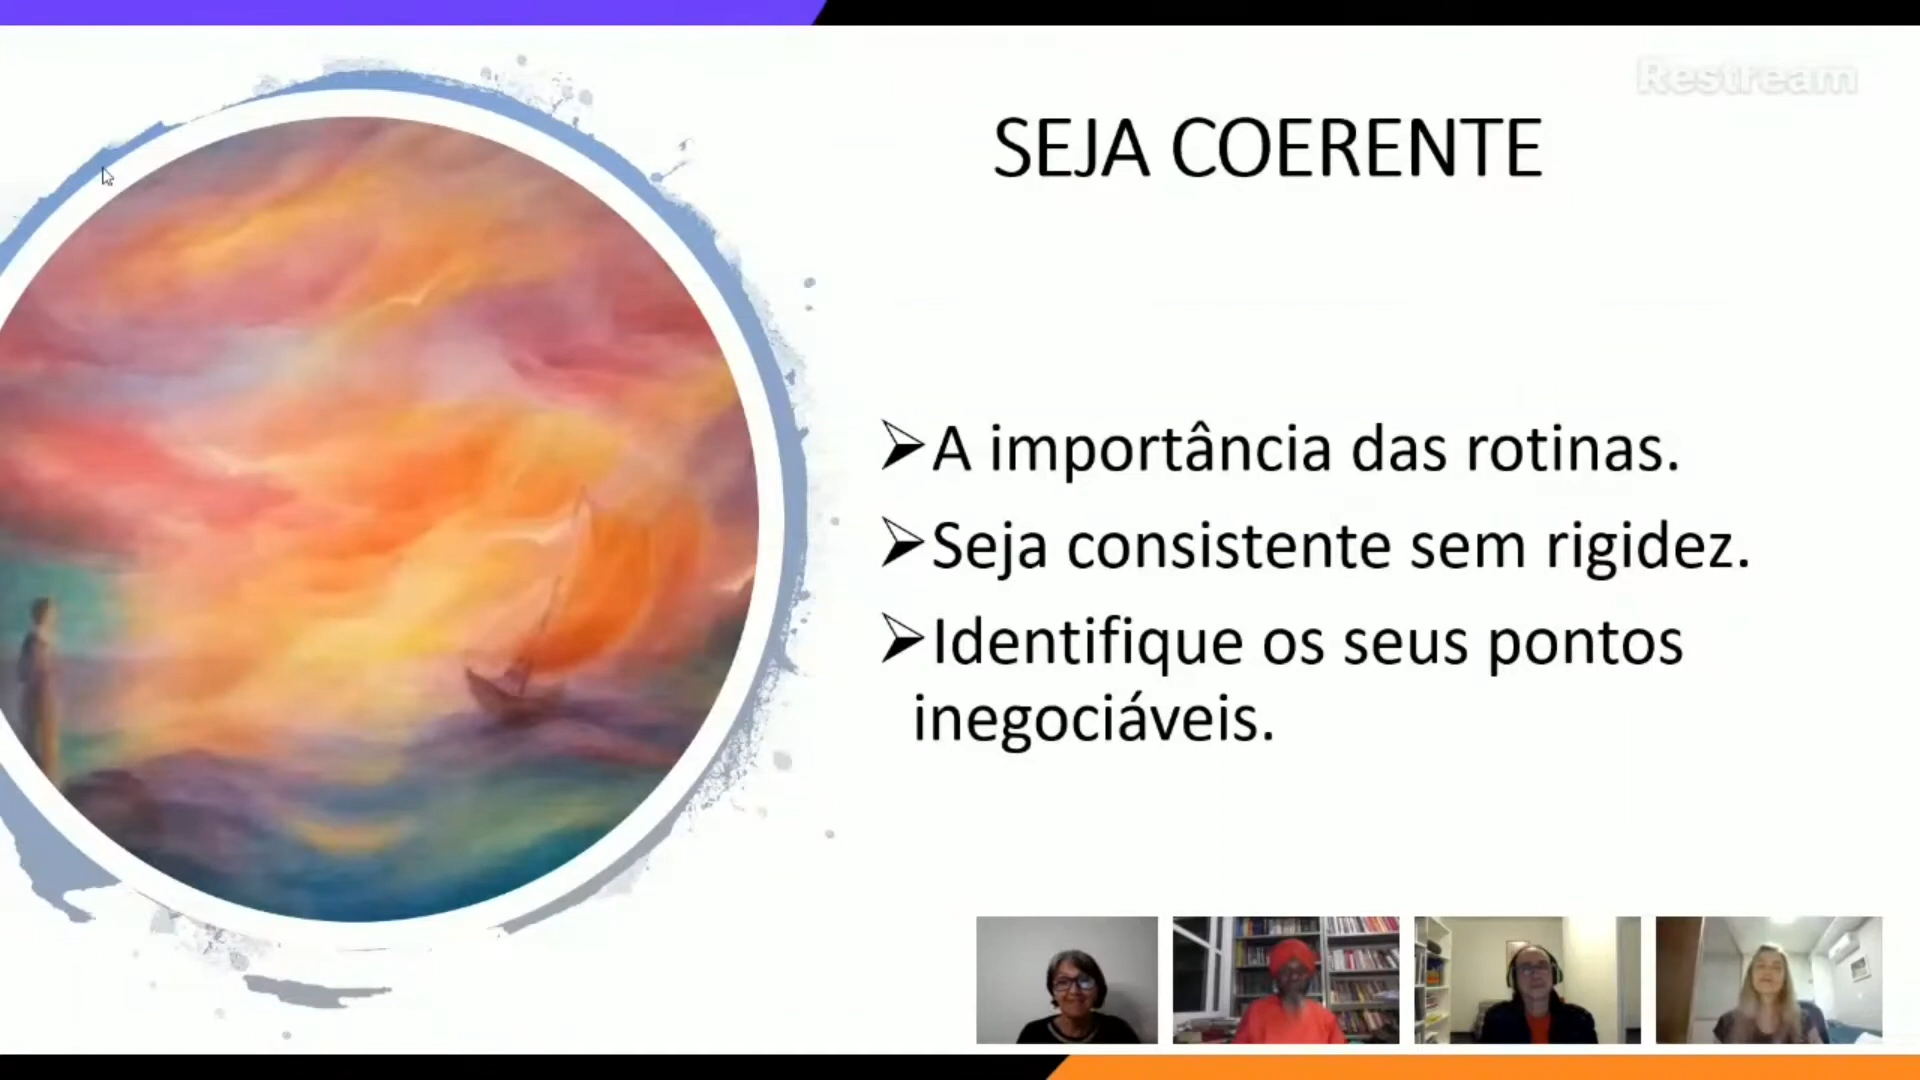 Restream
SEJA COERENTE
A importância das rotinas.
Seja consistente sem rigidez.
Identifique os seus pontos
inegociáveis.